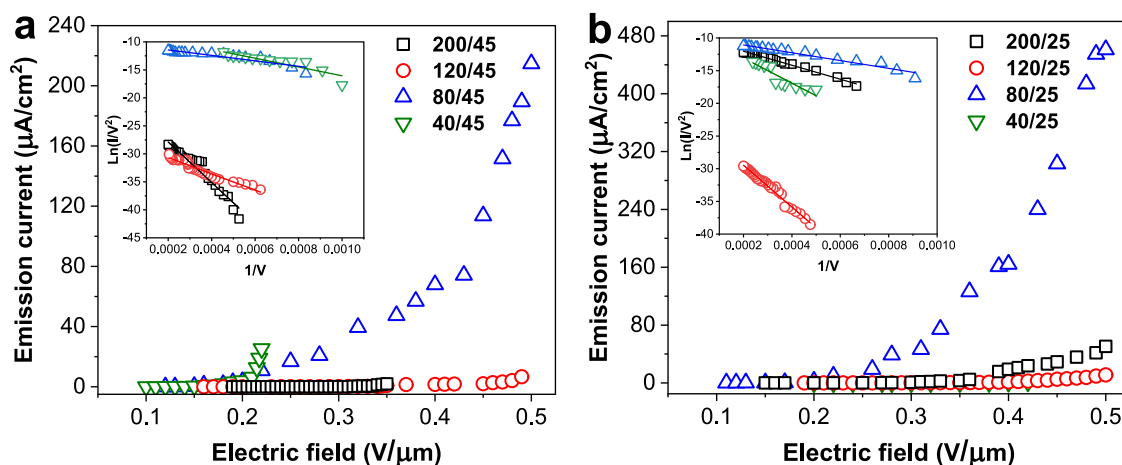 a
Emission current (μA/cm²)
240
200
160
120
80
40
0
0.1 0.2 0.3 0.4 0.5
Electric field (V/μm)
200/45
120/45
80/45
40/45
Ln(I/V²)
-10
-15
-20
-25
-30
-35
-40
-45
0.0002 0.0004 0.0006 0.0008 0.0010
1/V
b
Emission current (μA/cm²)
480
400
320
240
160
80
0
0.1 0.2 0.3 0.4 0.5
Electric field (V/μm)
200/25
120/25
80/25
40/25
Ln(I/V²)
-10
-15
-20
-25
-30
-35
-40
0.0002 0.0004 0.0006 0.0008 0.0010
1/V